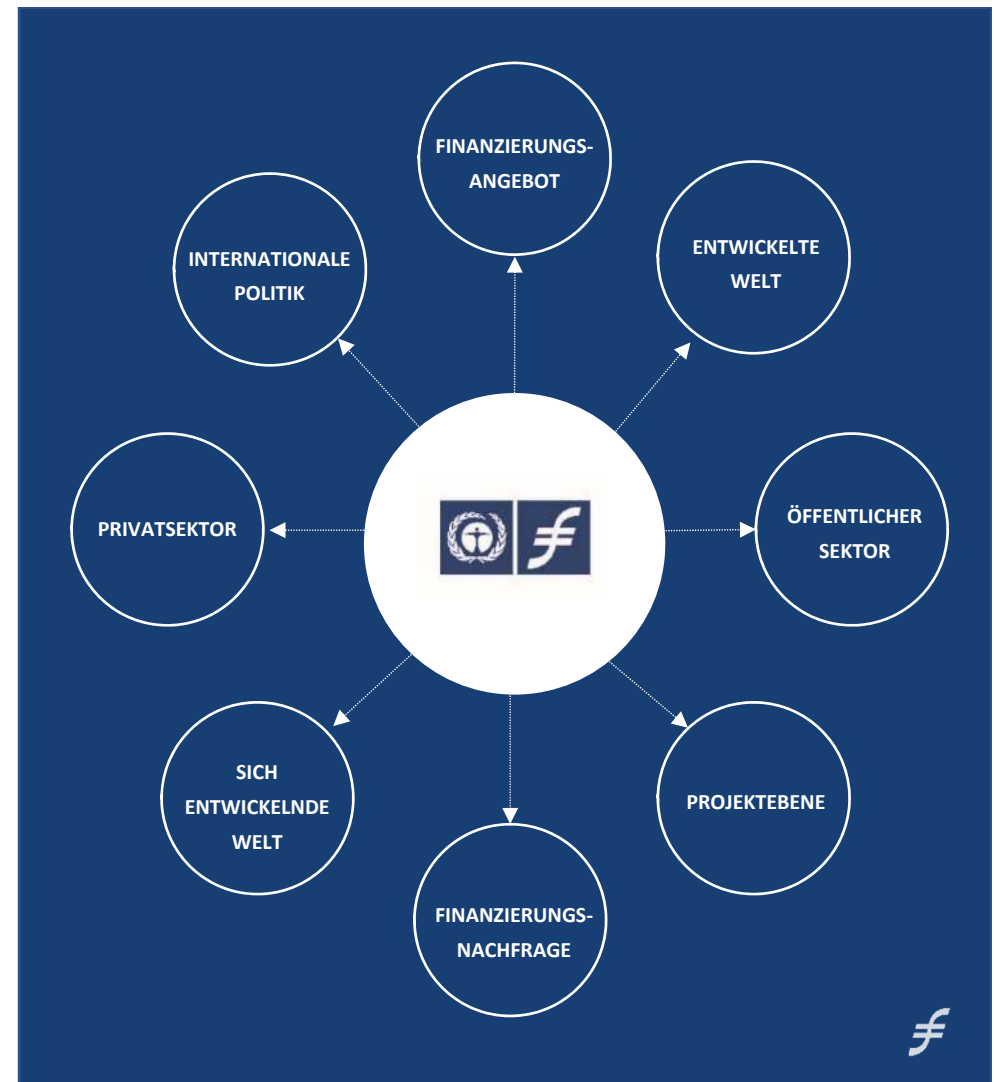 FINANZIERUNGS-
ANGEBOT
INTERNATIONALE
POLITIK
ENTWICKELTE
WELT
PRIVATSEKTOR
ÖFFENTLICHER
SEKTOR
SICH
ENTWICKELNDE
WELT
PROJEKTEBENE
FINANZIERUNGS-
NACHFRAGE